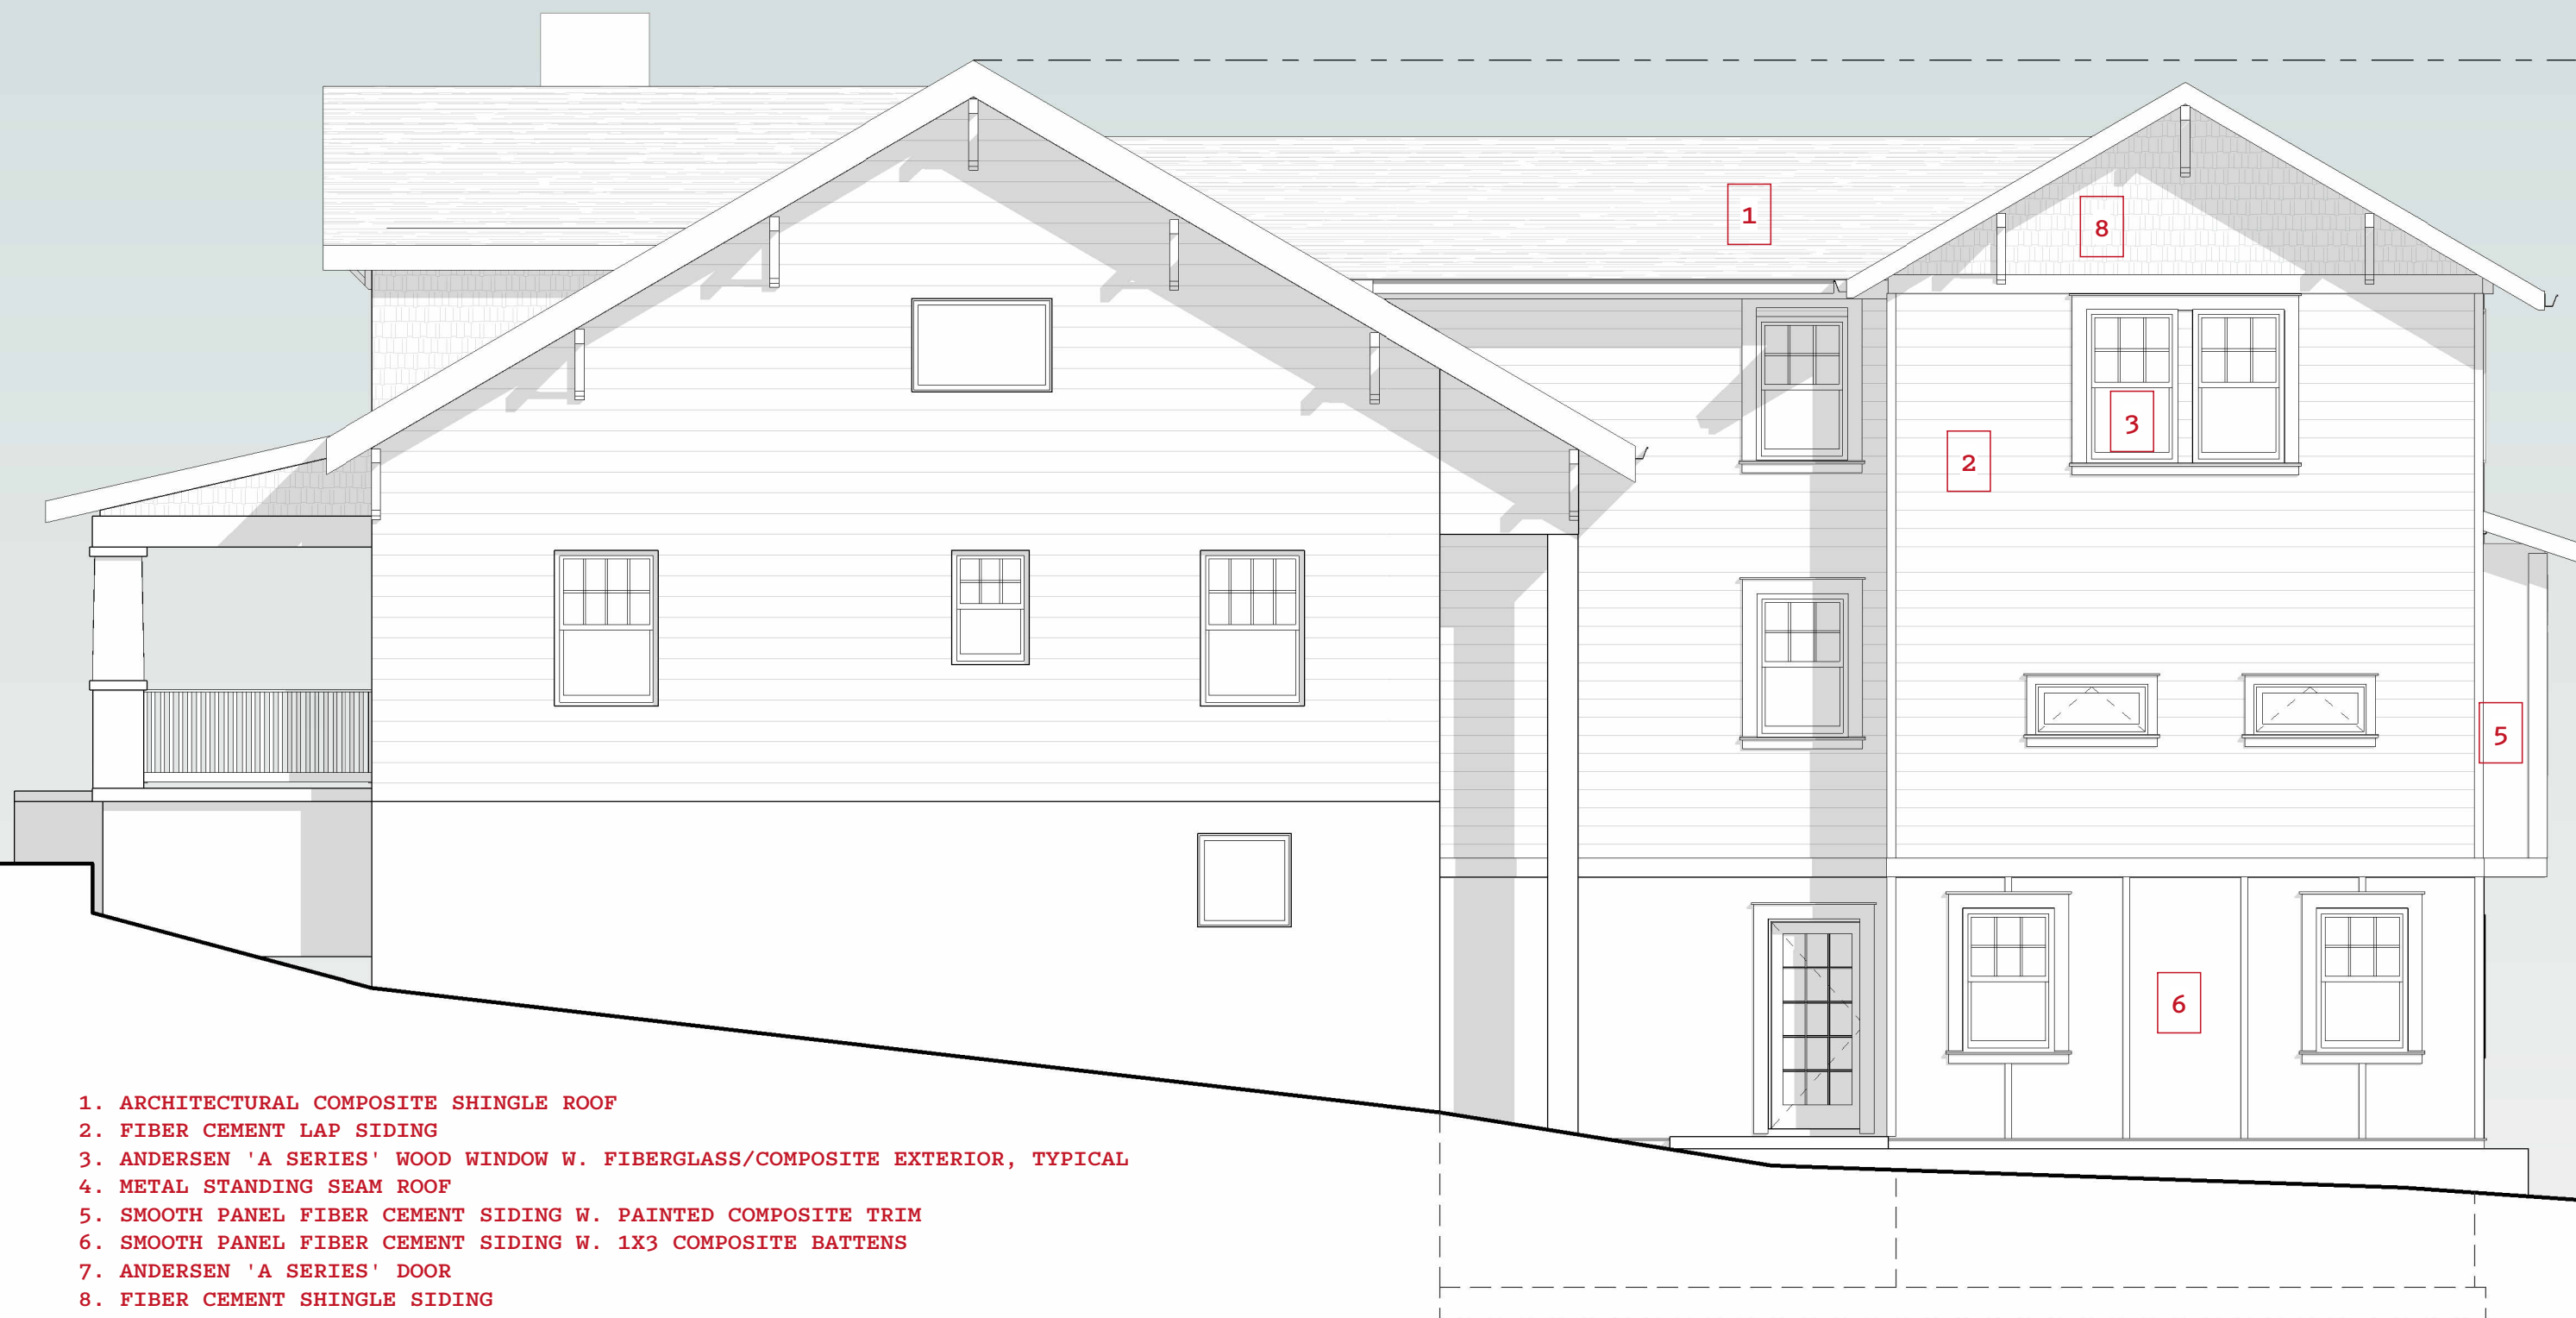 1
8
3
2
5
6
1. ARCHITECTURAL COMPOSITE SHINGLE ROOF
2. FIBER CEMENT LAP SIDING
3. ANDERSEN 'A SERIES' WOOD WINDOW W. FIBERGLASS/COMPOSITE EXTERIOR, TYPICAL
4. METAL STANDING SEAM ROOF
5. SMOOTH PANEL FIBER CEMENT SIDING W. PAINTED COMPOSITE TRIM
6. SMOOTH PANEL FIBER CEMENT SIDING W. 1X3 COMPOSITE BATTENS
7. ANDERSEN 'A SERIES' DOOR
8. FIBER CEMENT SHINGLE SIDING